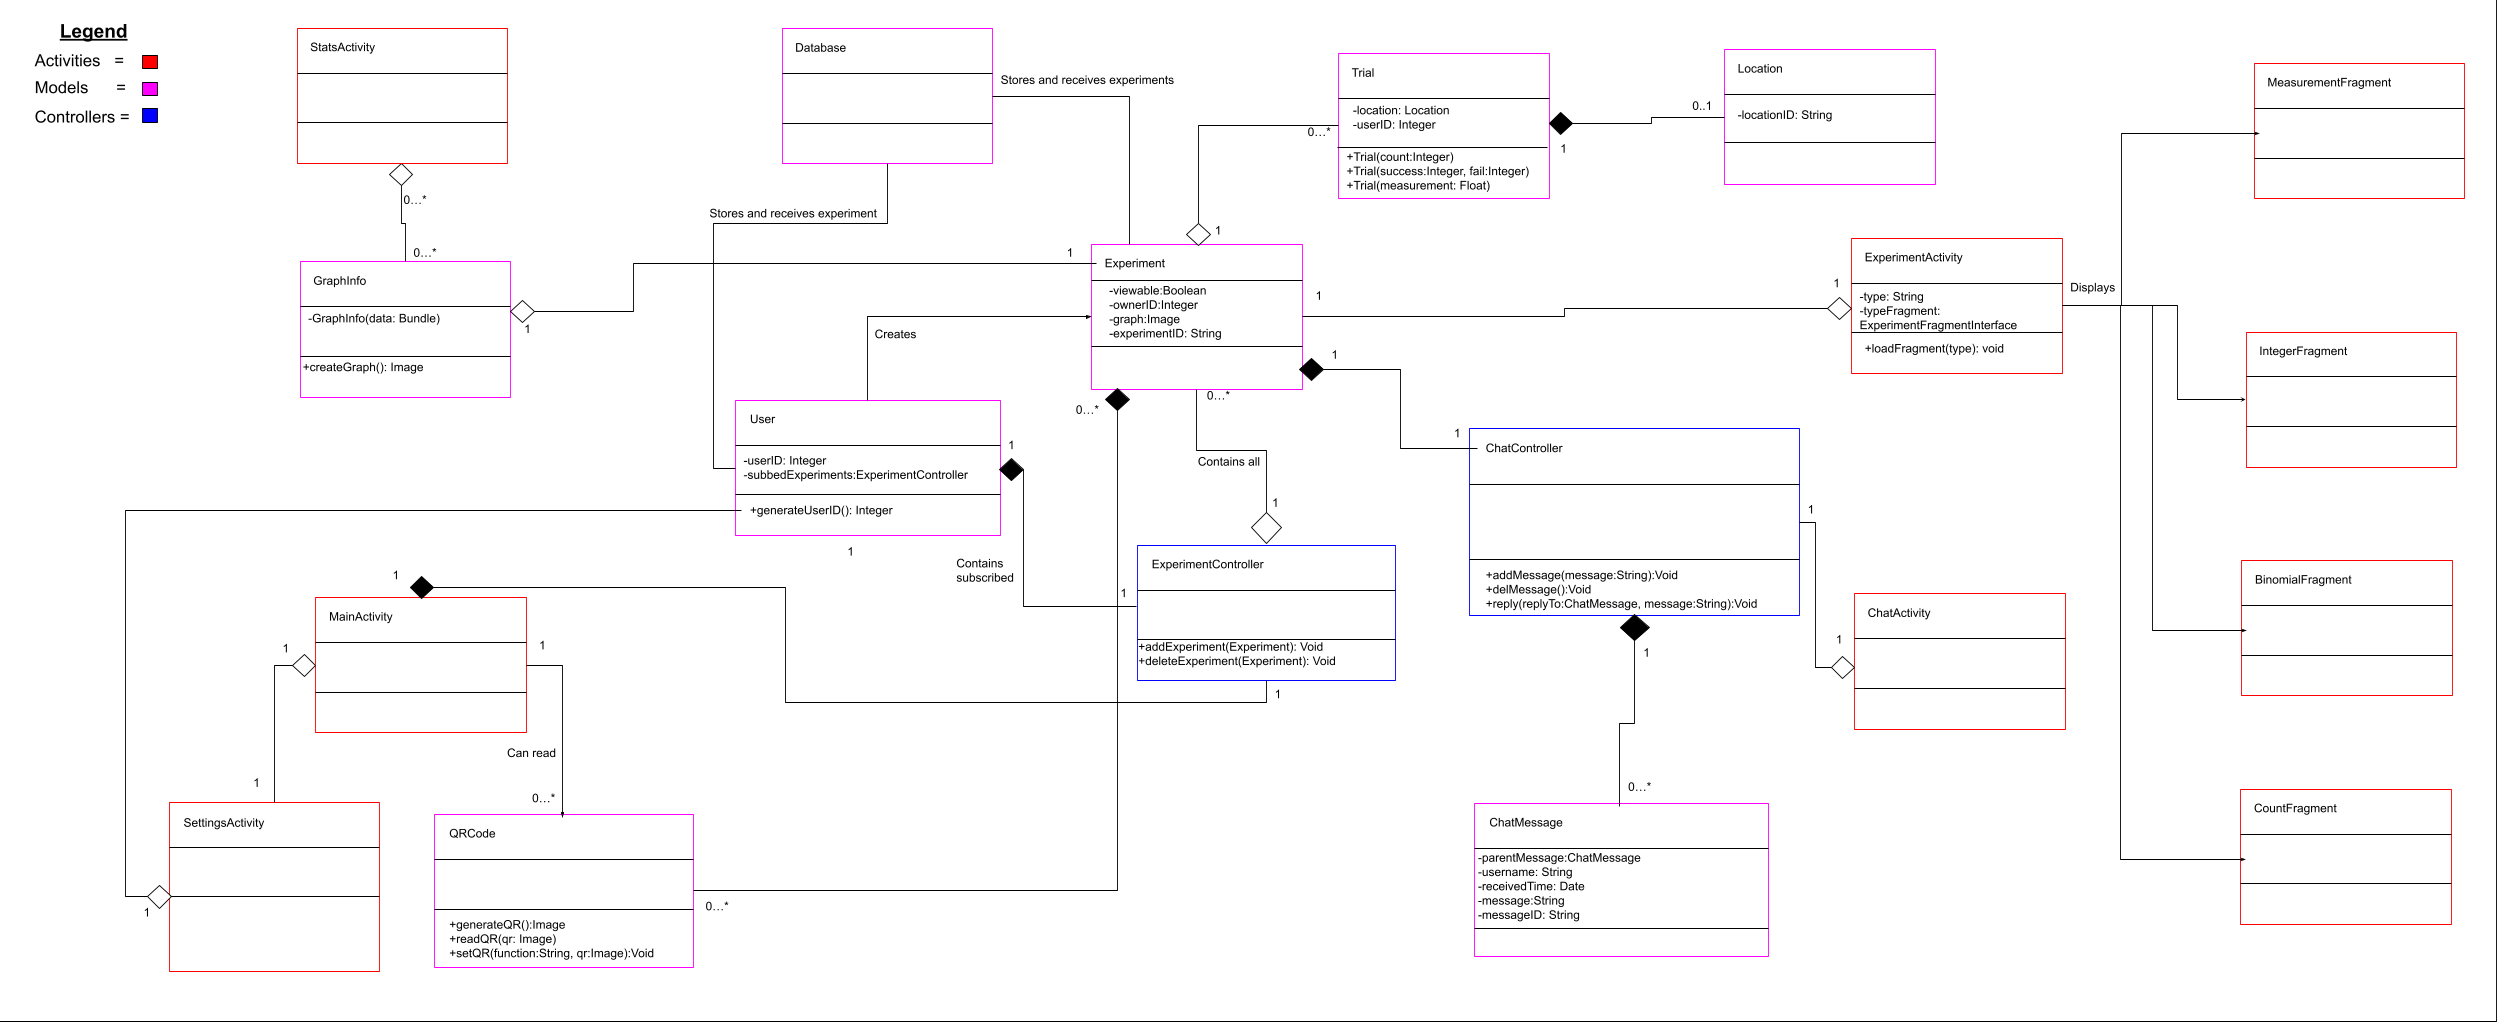 Legend
Activities =
Models =
Controllers =
StatsActivity
0...*
0...*
GraphInfo
-GraphInfo(data: Bundle)
+createGraph(): Image
1
Database
Stores and receives experiments
Stores and receives experiment
Trial
-location: Location
-userID: Integer
+Trial(count:Integer)
+Trial(success:Integer, fail:Integer)
+Trial(measurement: Float)
0...*
1
1
0..1
Location
-locationID: String
1
Experiment
-viewable:Boolean
-ownerID:Integer
-graph:Image
-experimentID: String
1
1
0...*
0...*
Creates
User
-userID: Integer
-subbedExperiments:ExperimentController
+generateUserID(): Integer
1
1
Contains
subscribed
1
Contains all
1
ExperimentController
+addExperiment(Experiment): Void
+deleteExperiment(Experiment): Void
1
1
ExperimentActivity
-type: String
-typeFragment:
ExperimentFragmentInterface
+loadFragment(type): void
Displays
MeasurementFragment
IntegerFragment
BinomialFragment
CountFragment
1
ChatController
+addMessage(message:String):Void
+delMessage():Void
+reply(replyTo:ChatMessage, message:String):Void
1
1
ChatActivity
1
0...*
ChatMessage
-parentMessage:ChatMessage
-username: String
-receivedTime: Date
-message:String
-messageID: String
1
MainActivity
1
1
Can read
0...*
1
SettingsActivity
1
QRCode
+generateQR():Image
+readQR(qr: Image)
+setQR(function:String, qr:Image):Void
0...*